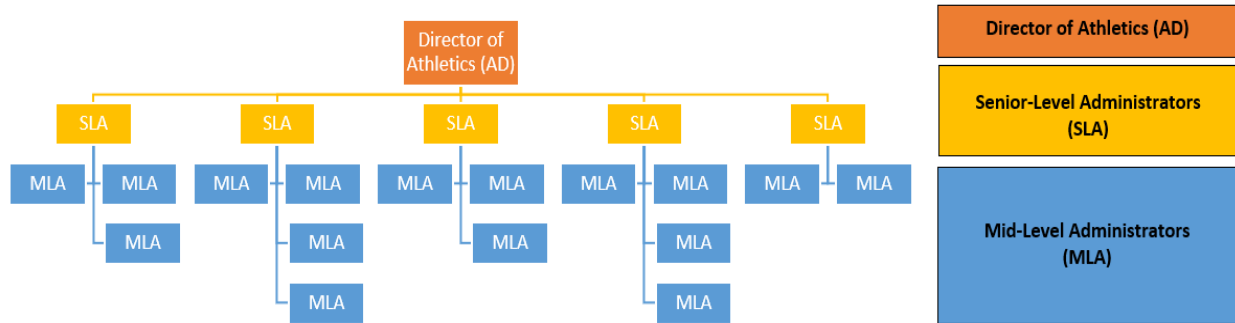 Director of
Athletics (AD)
Director of Athletics (AD)
SLA SLA SLA SLA SLA
Senior-Level Administrators
(SLA)
MLA MLA MLA MLA MLA MLA MLA MLA MLA MLA
MLA MLA MLA MLA
Mid-Level Administrators
(MLA)
MLA MLA